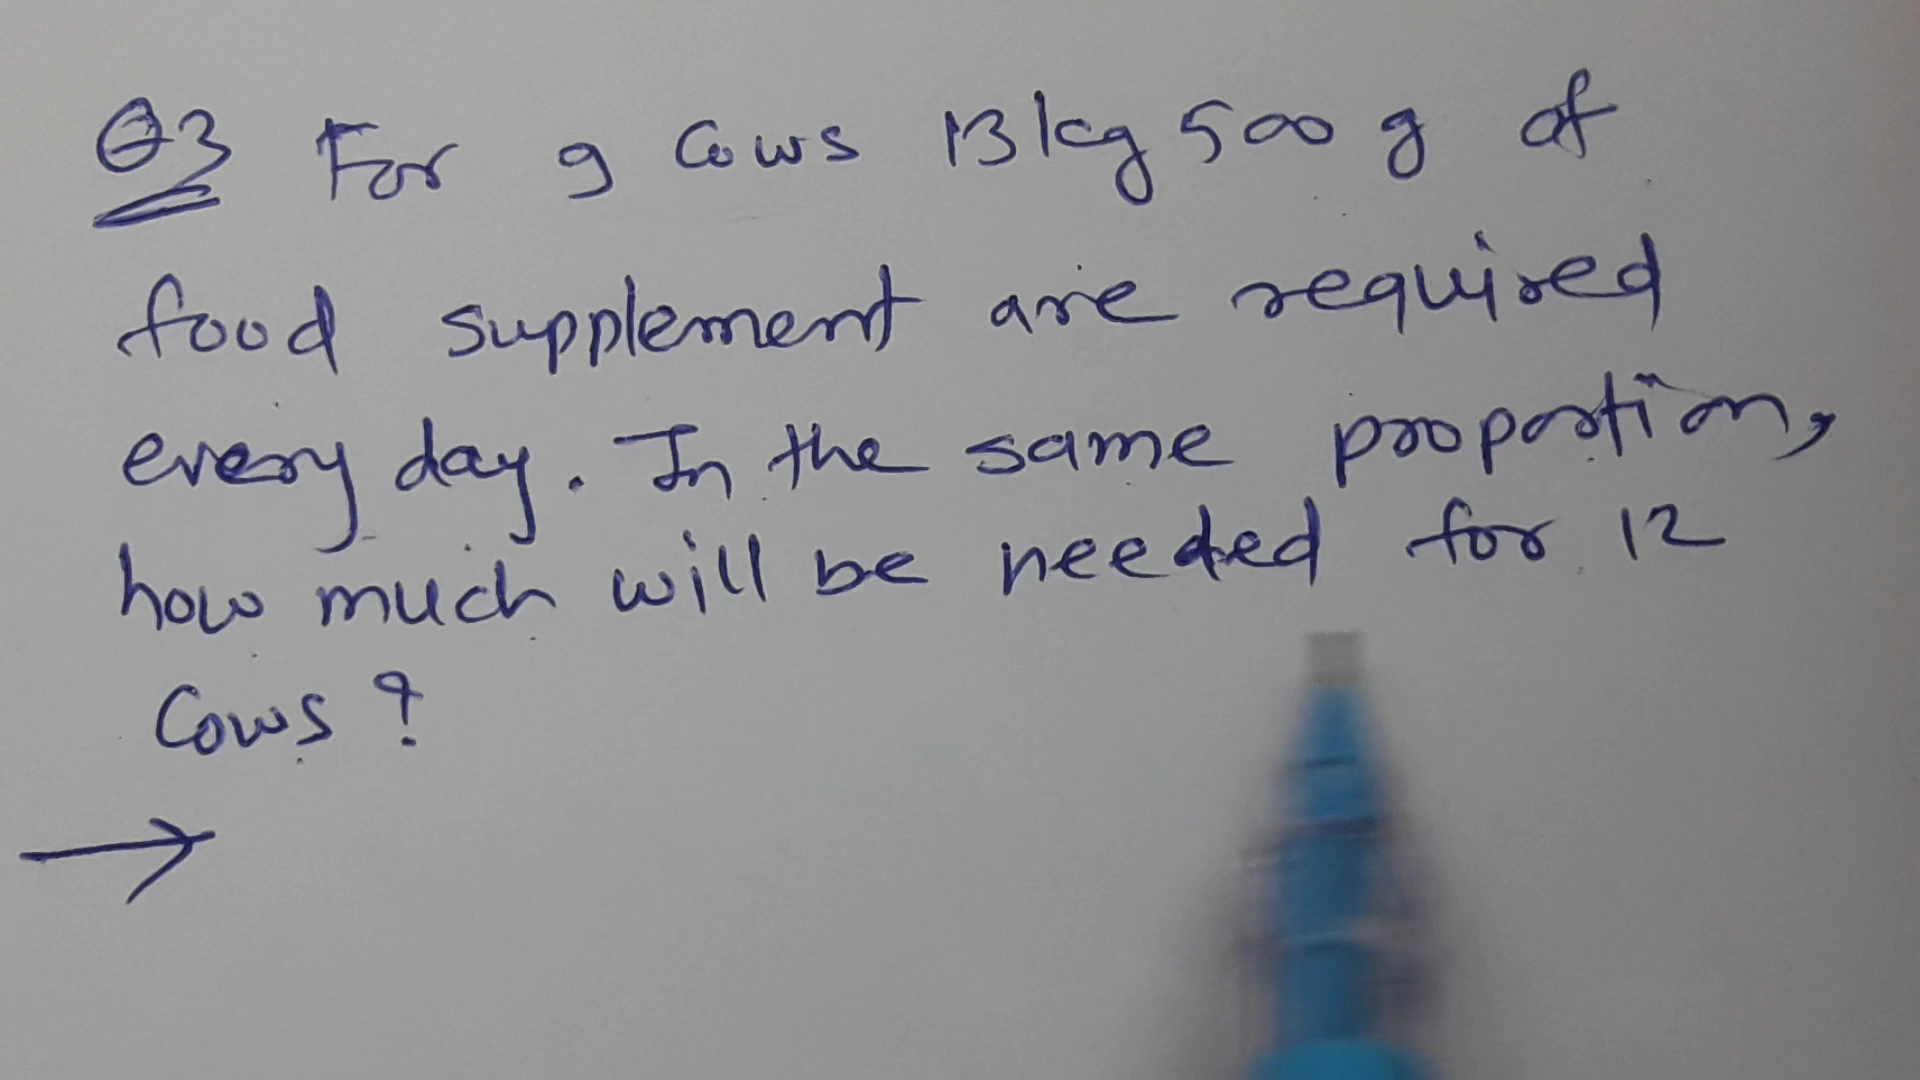 Q3 For 9 Cows 13kg 500 g of
food supplement are required
every day. In the same proportion,
how much will be needed for 12
Cows?